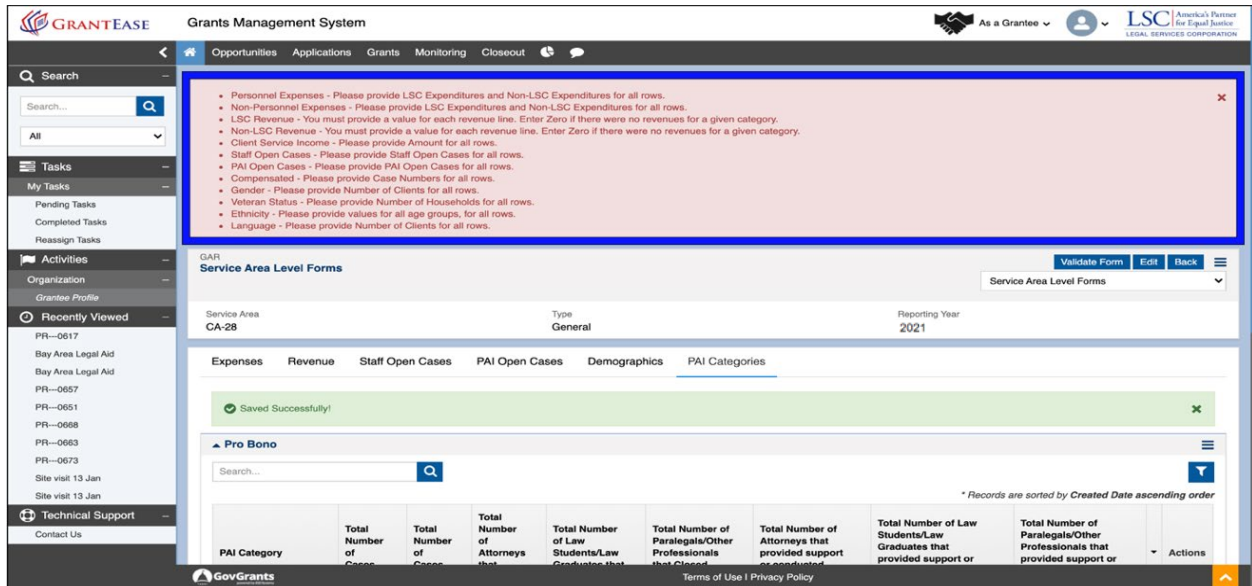 GRANTEASE
Grants Management System
As a Grantee
LSC America's Partner for Equal Justice
LEGAL SERVICES CORPORATION
Opportunities Applications Grants Monitoring Closeout
Search
Search...
All
Tasks
My Tasks
Pending Tasks
Completed Tasks
Reassign Tasks
Activities
Organization
Grantee Profile
Recently Viewed
PR---0617
Bay Area Legal Aid
Bay Area Legal Aid
PR---0657
PR---0651
PR---0668
PR---0663
PR---0673
Site visit 13 Jan
Site visit 13 Jan
Technical Support
Contact Us
• Personnel Expenses - Please provide LSC Expenditures and Non-LSC Expenditures for all rows.
• Non-Personnel Expenses - Please provide LSC Expenditures and Non-LSC Expenditures for all rows.
• LSC Revenue - You must provide a value for each revenue line. Enter Zero if there were no revenues for a given category.
• Non-LSC Revenue - You must provide a value for each revenue line. Enter Zero if there were no revenues for a given category.
• Client Service Income - Please provide Amount for all rows.
• Staff Open Cases - Please provide Staff Open Cases for all rows.
• PAI Open Cases - Please provide PAI Open Cases for all rows.
• Compensated - Please provide Case Numbers for all rows.
• Gender - Please provide Number of Clients for all rows.
• Veteran Status - Please provide Number of Households for all rows.
• Ethnicity - Please provide values for all age groups, for all rows.
• Language - Please provide Number of Clients for all rows.
GAR
Service Area Level Forms
Validate Form Edit Back
Service Area Level Forms
Service Area Type Reporting Year
CA-28 General 2021
Expenses Revenue Staff Open Cases PAI Open Cases Demographics PAI Categories
Saved Successfully!
Pro Bono
Search...
* Records are sorted by Created Date ascending order
PAI Category
Total Number of Cases
Total Number of Cases
Total Number of Attorneys that
Total Number of Law Students/Law Graduates that
Total Number of Paralegals/Other Professionals that Closed
Total Number of Attorneys that provided support or conducted
Total Number of Law Students/Law Graduates that provided support or
Total Number of Paralegals/Other Professionals that provided support or
Actions
GovGrants
Terms of Use | Privacy Policy